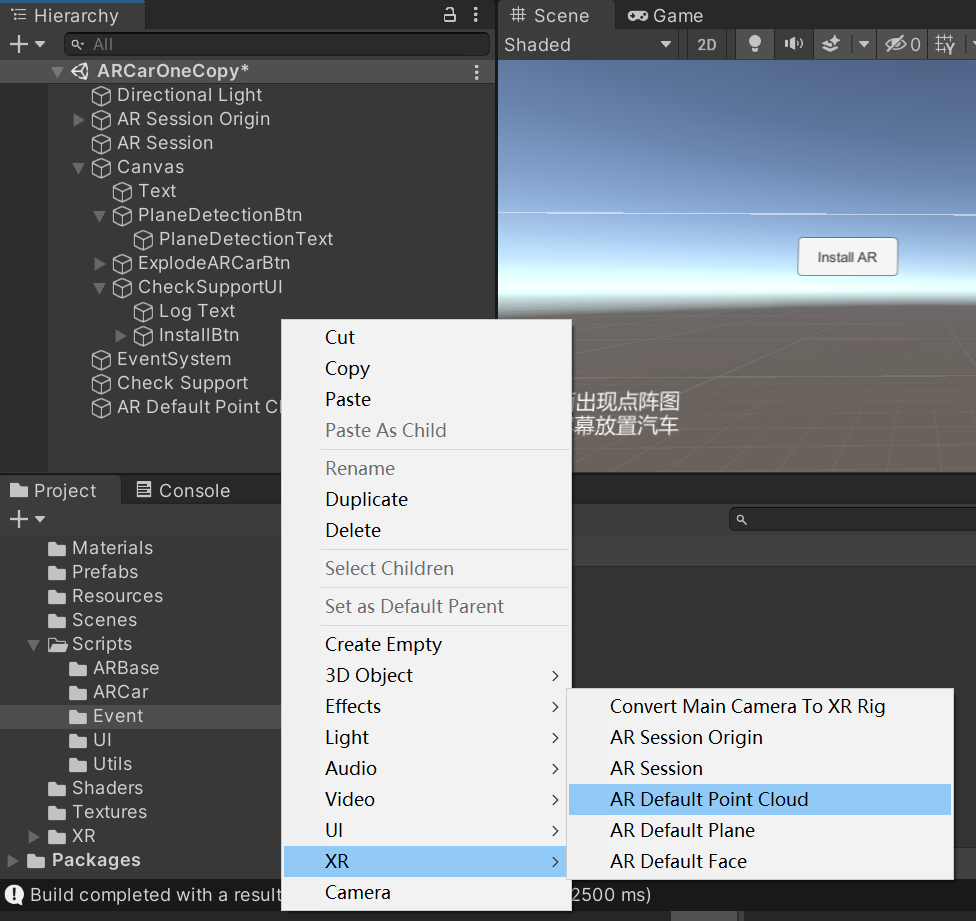 Hierarchy
All
ARCarOneCopy*
Directional Light
AR Session Origin
AR Session
Canvas
Text
PlaneDetectionBtn
PlaneDetectionText
ExplodeARCarBtn
CheckSupportUI
Log Text
InstallBtn
EventSystem
Check Support
AR Default Point Cl
Scene
Game
Shaded
2D
0
Install AR
出现点阵图
幕放置汽车
Cut
Copy
Paste
Paste As Child
Rename
Duplicate
Delete
Select Children
Set as Default Parent
Create Empty
3D Object
Effects
Light
Audio
Video
UI
XR
Camera
Convert Main Camera To XR Rig
AR Session Origin
AR Session
AR Default Point Cloud
AR Default Plane
AR Default Face
Project
Console
Materials
Prefabs
Resources
Scenes
Scripts
ARBase
ARCar
Event
UI
Utils
Shaders
Textures
XR
Packages
Build completed with a result
2500 ms)